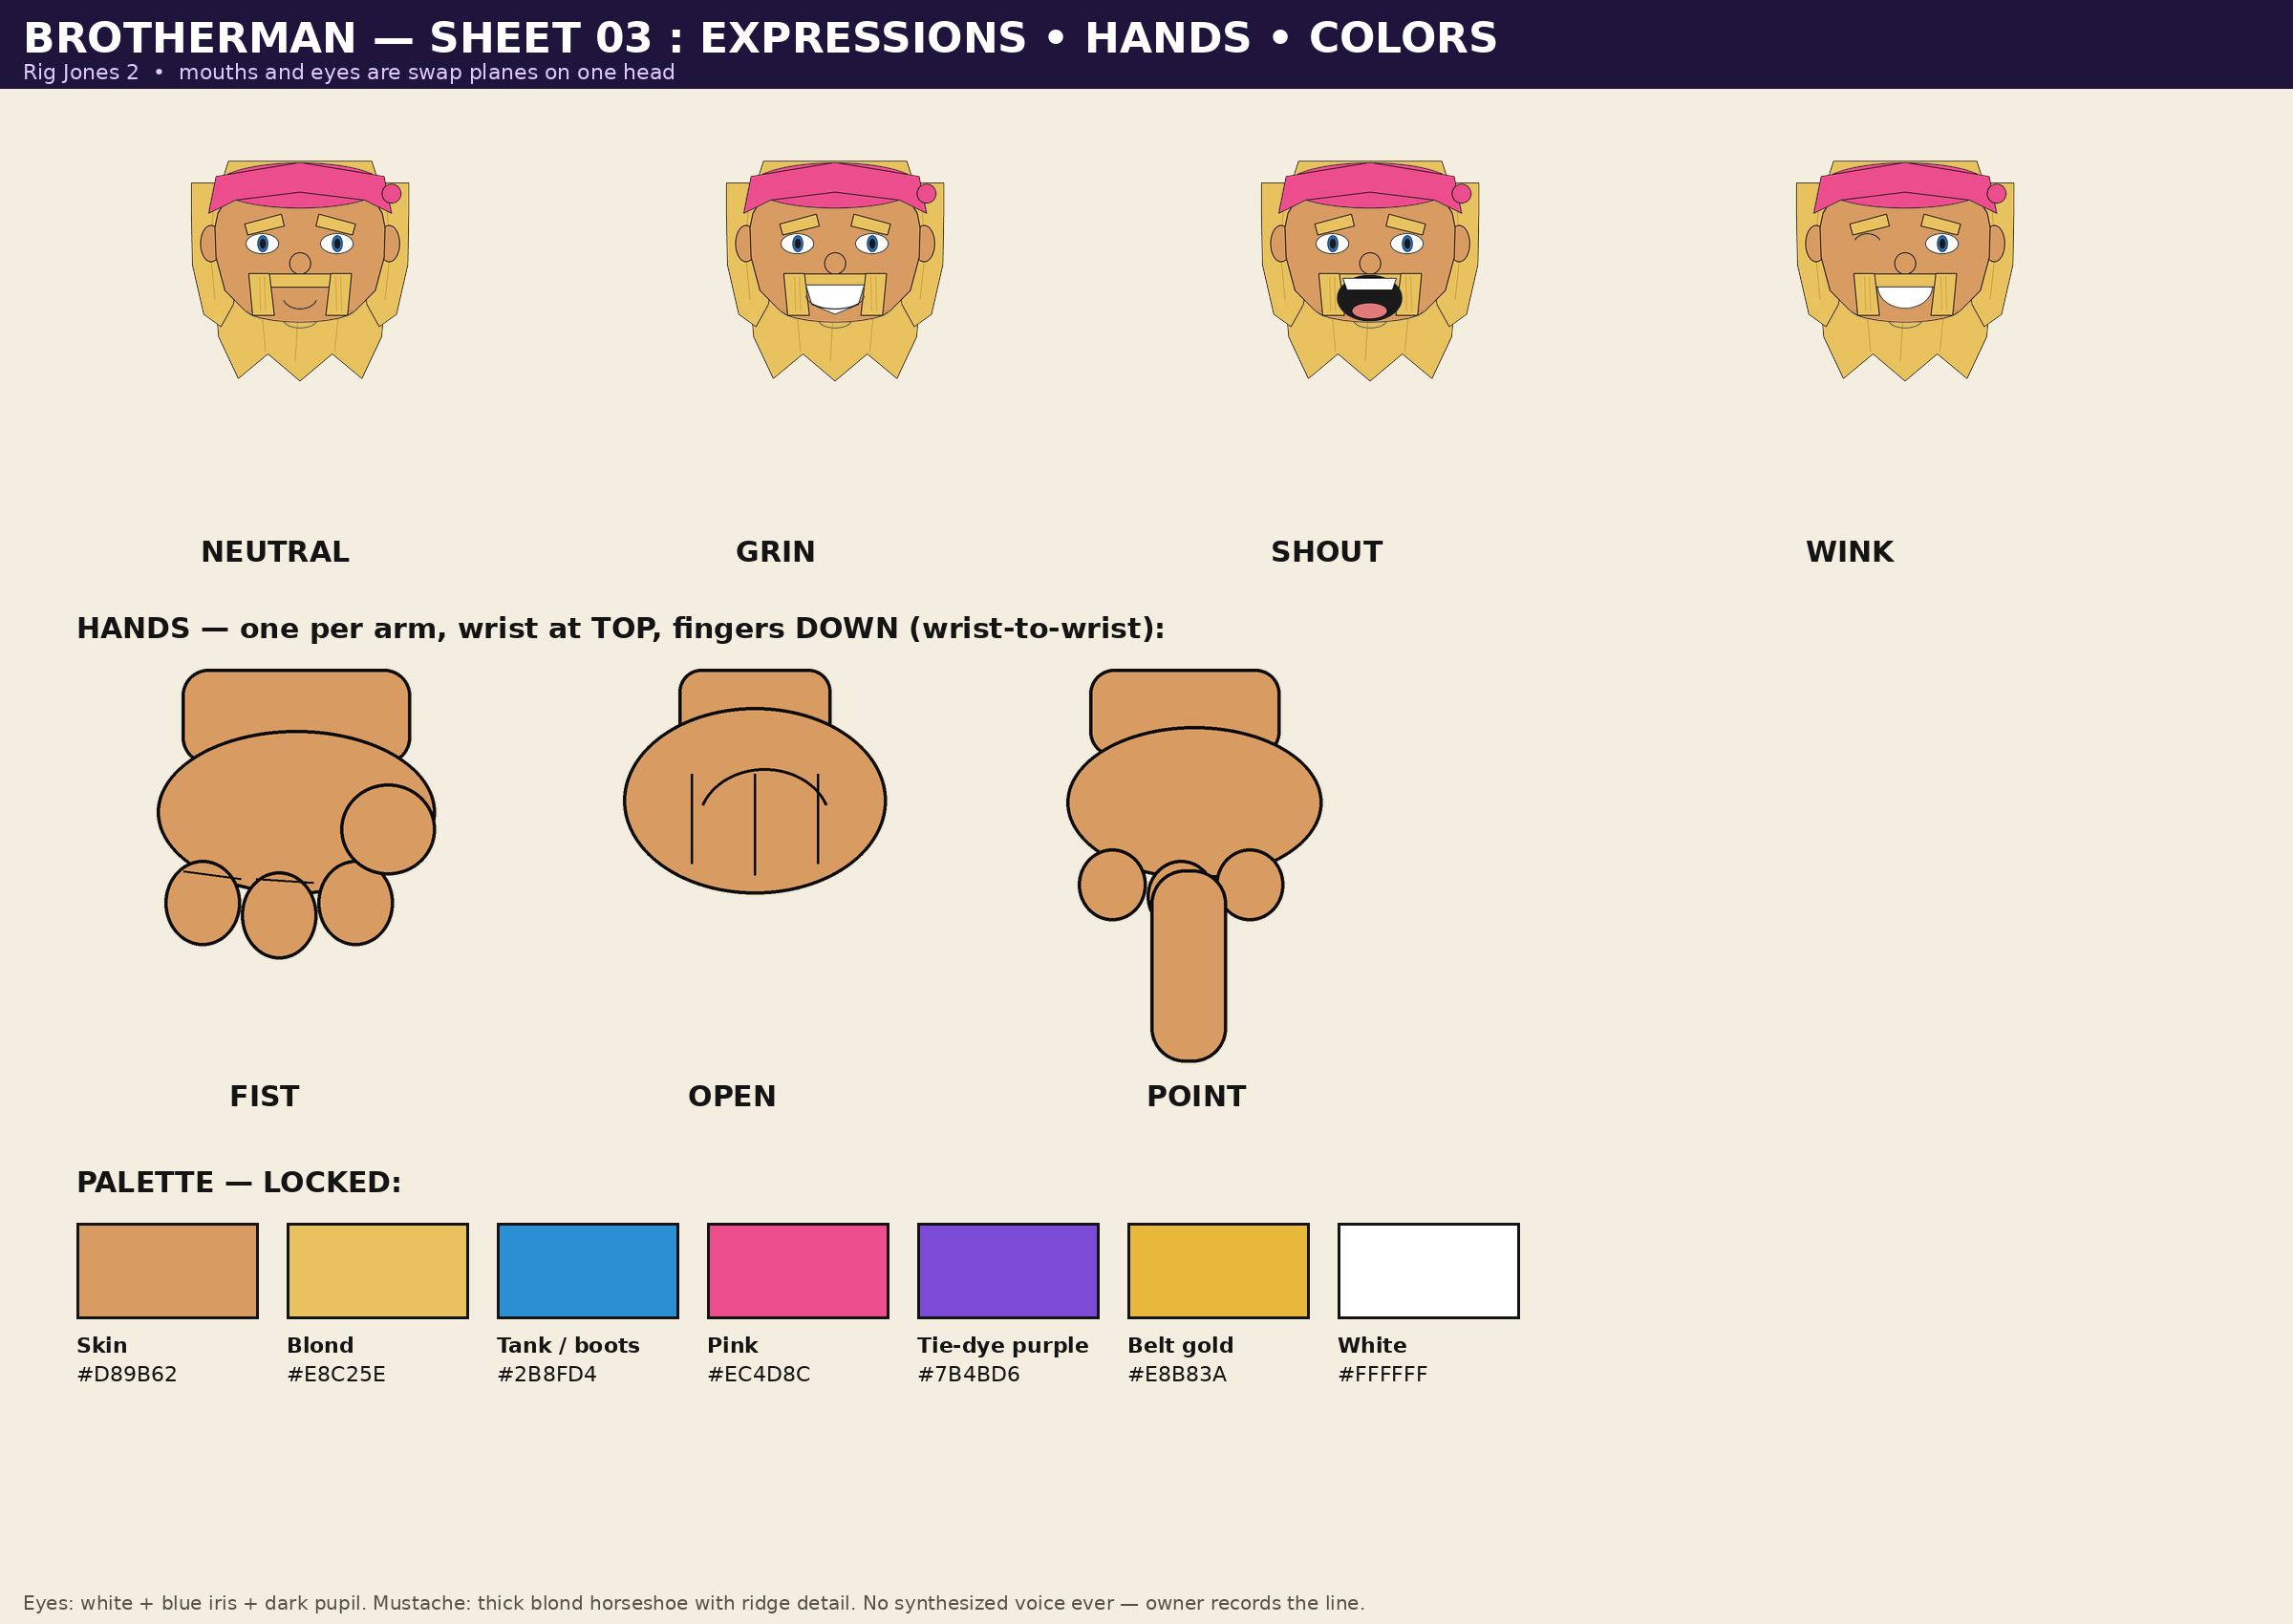 BROTHERMAN — SHEET 03 : EXPRESSIONS • HANDS • COLORS
Rig Jones 2 • mouths and eyes are swap planes on one head
NEUTRAL
GRIN
SHOUT
WINK
HANDS — one per arm, wrist at TOP, fingers DOWN (wrist-to-wrist):
FIST
OPEN
POINT
PALETTE — LOCKED:
Skin
#D89B62
Blond
#E8C25E
Tank / boots
#2B8FD4
Pink
#EC4D8C
Tie-dye purple
#7B4BD6
Belt gold
#E8B83A
White
#FFFFFF
Eyes: white + blue iris + dark pupil. Mustache: thick blond horseshoe with ridge detail. No synthesized voice ever — owner records the line.